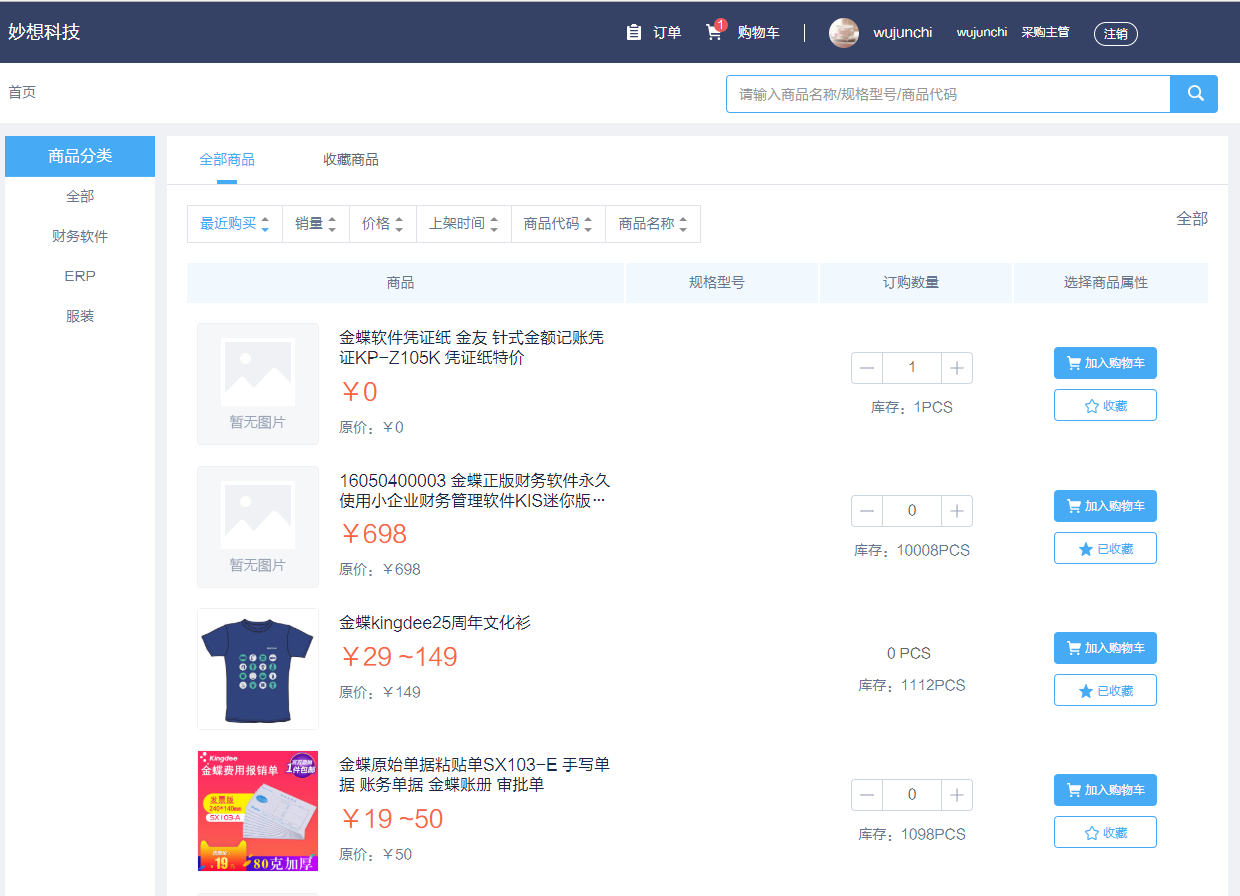 妙想科技
订单
1
购物车
wujunchi
wujunchi
采购主管
注销
首页
请输入商品名称/规格型号/商品代码
商品分类
全部
财务软件
ERP
服装
全部商品
收藏商品
最近购买
销量
价格
上架时间
商品代码
商品名称
全部
商品
规格型号
订购数量
选择商品属性
暂无图片
金蝶软件凭证纸 金友 针式金额记账凭
证KP-Z105K 凭证纸特价
￥0
原价：￥0
1
库存：1PCS
加入购物车
收藏
暂无图片
16050400003 金蝶正版财务软件永久
使用小企业财务管理软件KIS迷你版…
￥698
原价：￥698
0
库存：10008PCS
加入购物车
已收藏
金蝶kingdee25周年文化衫
￥29 ~149
原价：￥149
0 PCS
库存：1112PCS
加入购物车
已收藏
Kingdee
金蝶费用报销单
1件包邮
发票版
240*140mm
SX103-A
19
80克加厚
金蝶原始单据粘贴单SX103-E 手写单
据 账务单据 金蝶账册 审批单
￥19 ~50
原价：￥50
0
库存：1098PCS
加入购物车
收藏